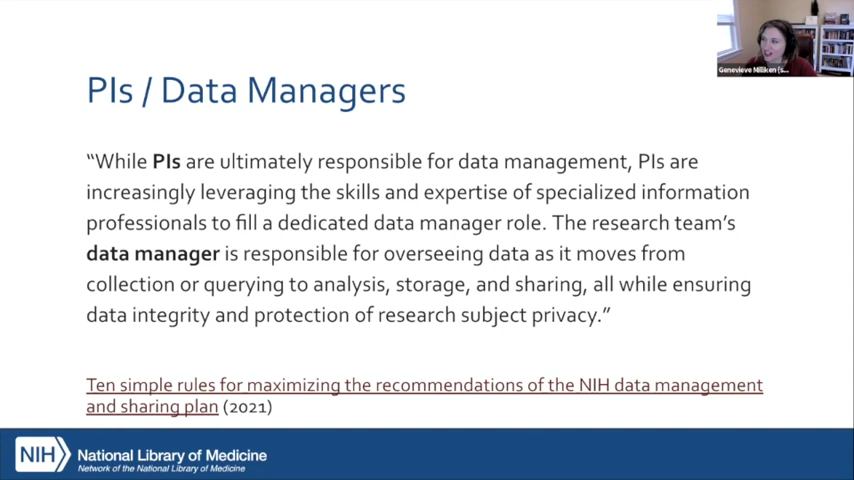 Genevieve Milliken (s...
PIs / Data Managers
“While PIs are ultimately responsible for data management, PIs are
increasingly leveraging the skills and expertise of specialized information
professionals to fill a dedicated data manager role. The research team’s
data manager is responsible for overseeing data as it moves from
collection or querying to analysis, storage, and sharing, all while ensuring
data integrity and protection of research subject privacy.”
Ten simple rules for maximizing the recommendations of the NIH data management
and sharing plan (2021)
NIH National Library of Medicine
Network of the National Library of Medicine